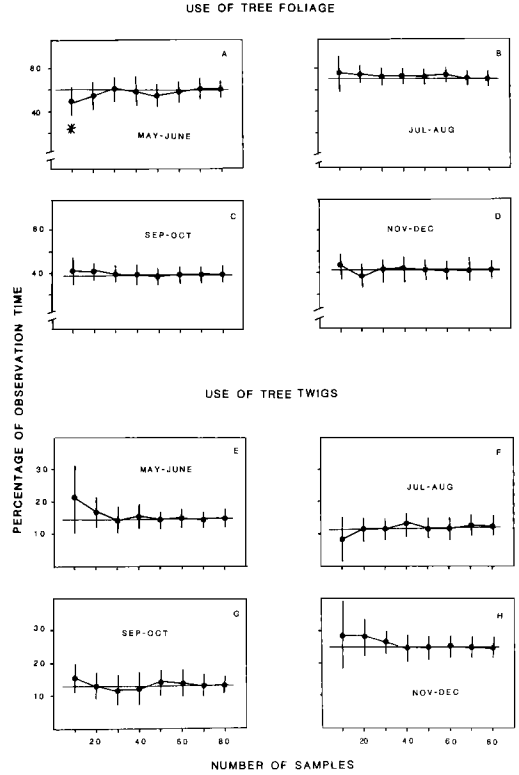 USE OF TREE FOLIAGE
A
B
80
40
*
MAY-JUNE
JUL-AUG
C
D
SEP-OCT
NOV-DEC
80
40
PERCENTAGE OF OBSERVATION TIME
USE OF TREE TWIGS
E
F
MAY-JUNE
JUL-AUG
30
20
10
G
H
SEP-OCT
NOV-DEC
30
20
10
20 40 60 80
20 40 60 80
NUMBER OF SAMPLES